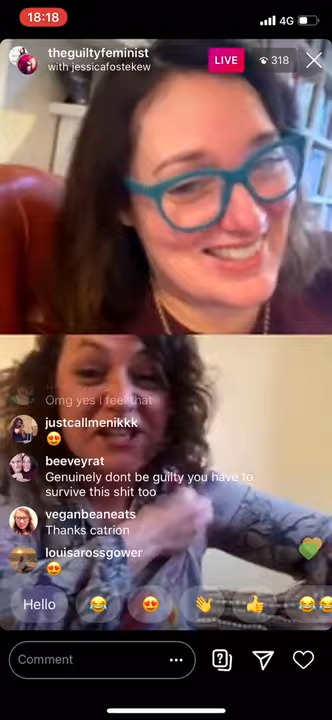 18:18
4G
theguiltyfeminist
with jessicafostekew
LIVE
318
Omg yes I feel that
justcallmenikkk
beeveyrat
Genuinely dont be guilty you have to
survive this shit too
veganbeaneats
Thanks catrion
louisarossgower
Hello
Comment